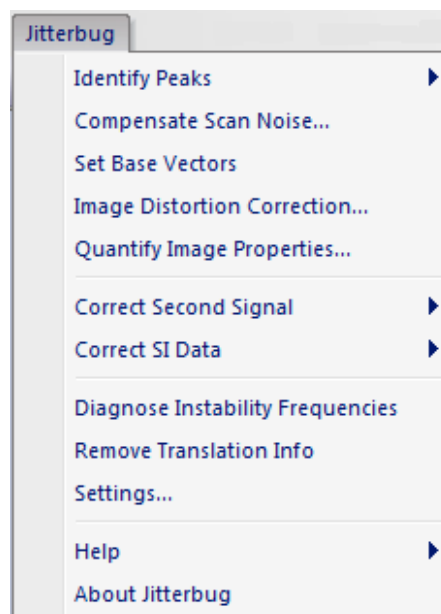 Jitterbug
Identify Peaks
Compensate Scan Noise...
Set Base Vectors
Image Distortion Correction...
Quantify Image Properties...
Correct Second Signal
Correct SI Data
Diagnose Instability Frequencies
Remove Translation Info
Settings...
Help
About Jitterbug